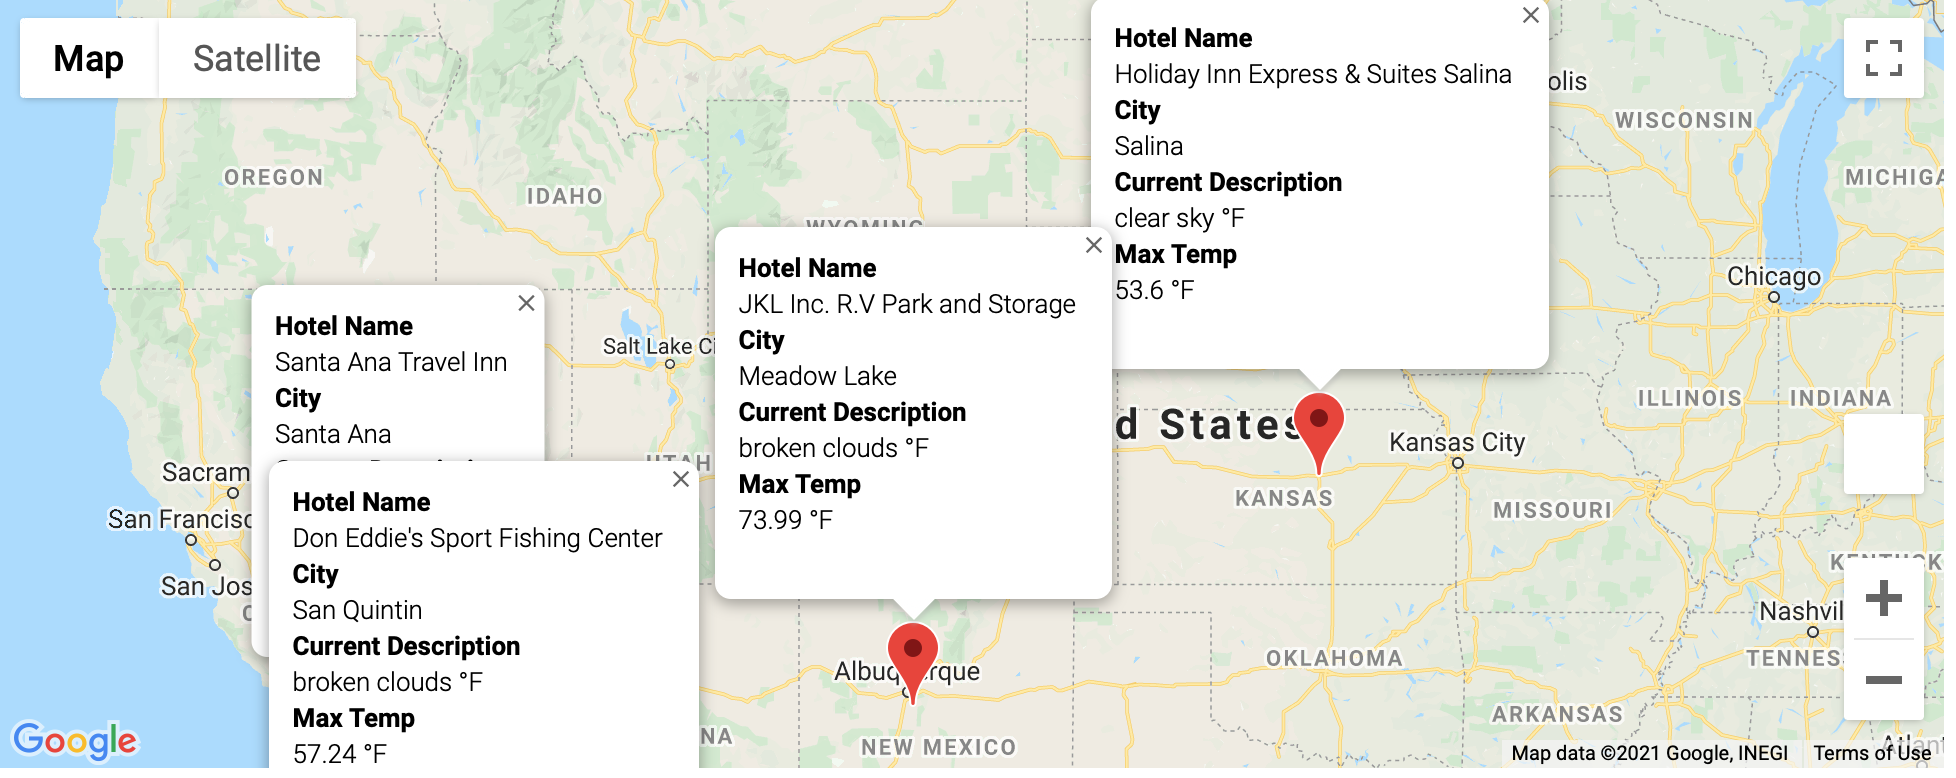 Map
Satellite
Hotel Name
Holiday Inn Express & Suites Salina
City
Salina
Current Description
clear sky °F
Max Temp
53.6 °F
olis
WISCONSIN
MICHIGA
OREGON
IDAHO
WYOMING
Hotel Name
JKL Inc. R.V Park and Storage
City
Meadow Lake
Current Description
broken clouds °F
Max Temp
73.99 °F
Chicago
Hotel Name
Santa Ana Travel Inn
City
Santa Ana
Salt Lake Ci
ILLINOIS
INDIANA
d States
Kansas City
Sacram
UTAH
KANSAS
MISSOURI
San Francisc
San Jos
C
Hotel Name
Don Eddie's Sport Fishing Center
City
San Quintin
Current Description
broken clouds °F
Max Temp
57.24 °F
KENTUCK
Nashvil
TENNES
OKLAHOMA
Albuquerque
ARKANSAS
NA
NEW MEXICO
Google
Map data ©2021 Google, INEGI
Terms of Use
Atlant